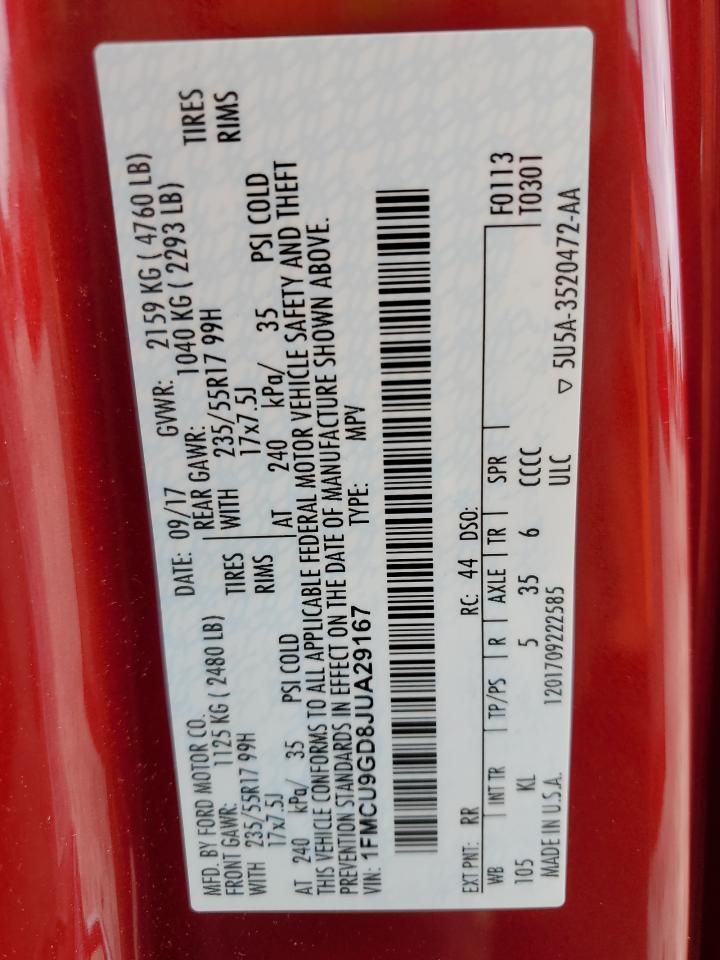 MFD. BY FORD MOTOR CO.
DATE: 09/17 GVWR: 2159 KG ( 4760 LB)
FRONT GAWR: 1125 KG ( 2480 LB)
REAR GAWR: 1040 KG ( 2293 LB)
WITH 235/55R17 99H TIRES
WITH 235/55R17 99H TIRES
17x7.5J RIMS
17x7.5J RIMS
AT 240 kPa/ 35 PSI COLD
AT 240 kPa/ 35 PSI COLD
THIS VEHICLE CONFORMS TO ALL APPLICABLE FEDERAL MOTOR VEHICLE SAFETY AND THEFT
PREVENTION STANDARDS IN EFFECT ON THE DATE OF MANUFACTURE SHOWN ABOVE.
VIN: 1FMCU9GD8JUA29167 TYPE: MPV
EXT PNT: RR RC: 44 DSO: F0113
WB INT TR TP/PS R AXLE TR SPR T0301
105 KL 5 35 6 CCCC
ULC
MADE IN U.S.A. 1201709222585 ▽ 5U5A-3520472-AA